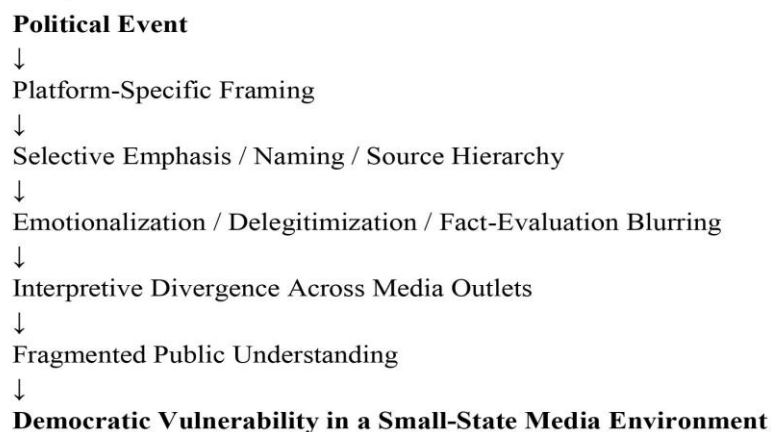 Political Event
↓
Platform-Specific Framing
↓
Selective Emphasis / Naming / Source Hierarchy
↓
Emotionalization / Delegitimization / Fact-Evaluation Blurring
↓
Interpretive Divergence Across Media Outlets
↓
Fragmented Public Understanding
↓
Democratic Vulnerability in a Small-State Media Environment